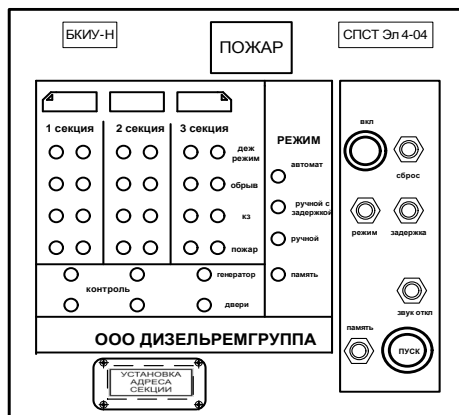 БКИУ-Н
ПОЖАР
СПСТ Эл 4-04
1 секция 2 секция 3 секция
деж
режим
обрыв
кз
пожар
РЕЖИМ
автомат
ручной с
задержкой
ручной
память
контроль
генератор
двери
ООО ДИЗЕЛЬРЕМГРУППА
УСТАНОВКА
АДРЕСА
СЕКЦИИ
вкл
сброс
режим задержка
звук откл
память
ПУСК